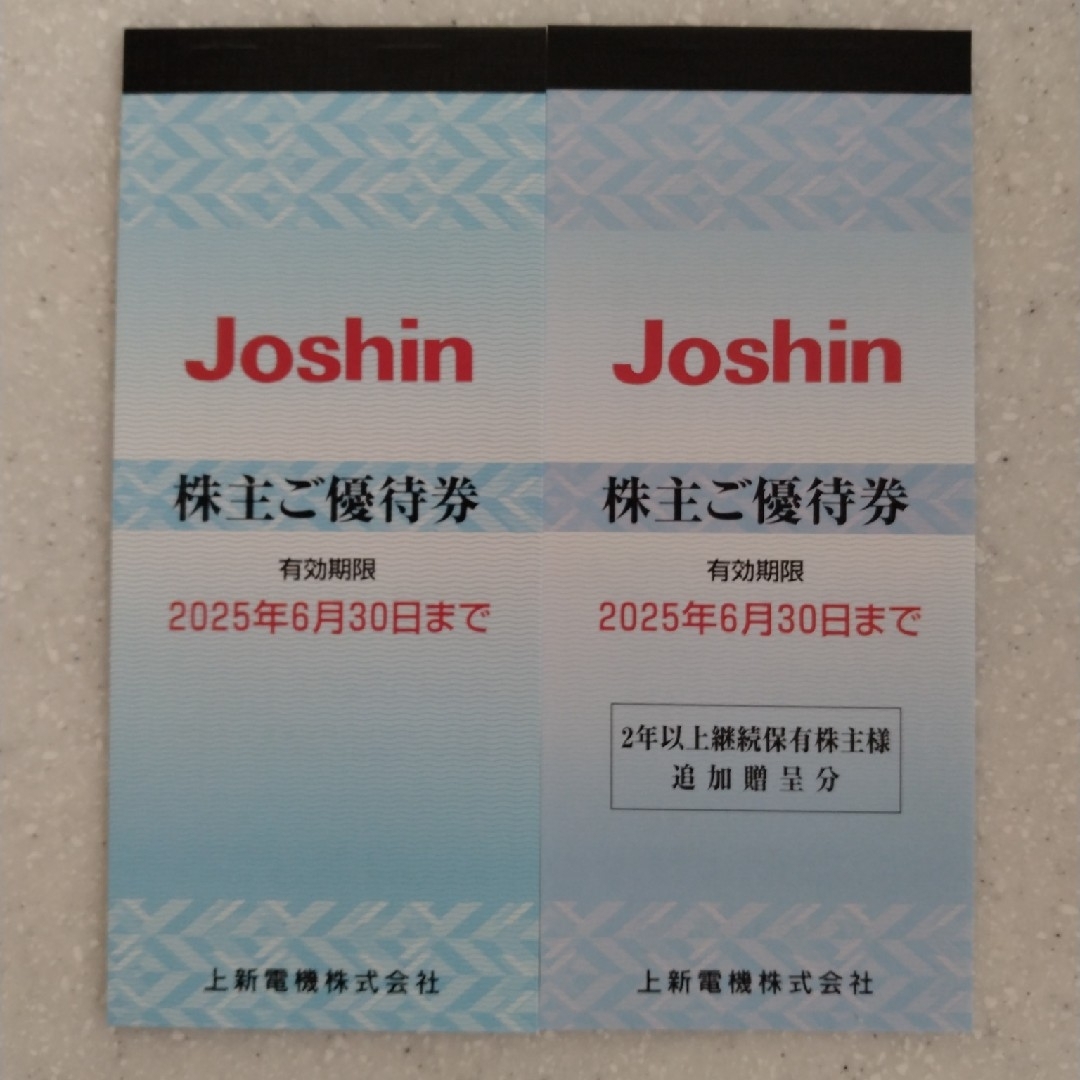 Joshin
株主ご優待券
有効期限
2025年6月30日まで
上新電機株式会社
Joshin
株主ご優待券
有効期限
2025年6月30日まで
2年以上継続保有株主様
追加贈呈分
上新電機株式会社